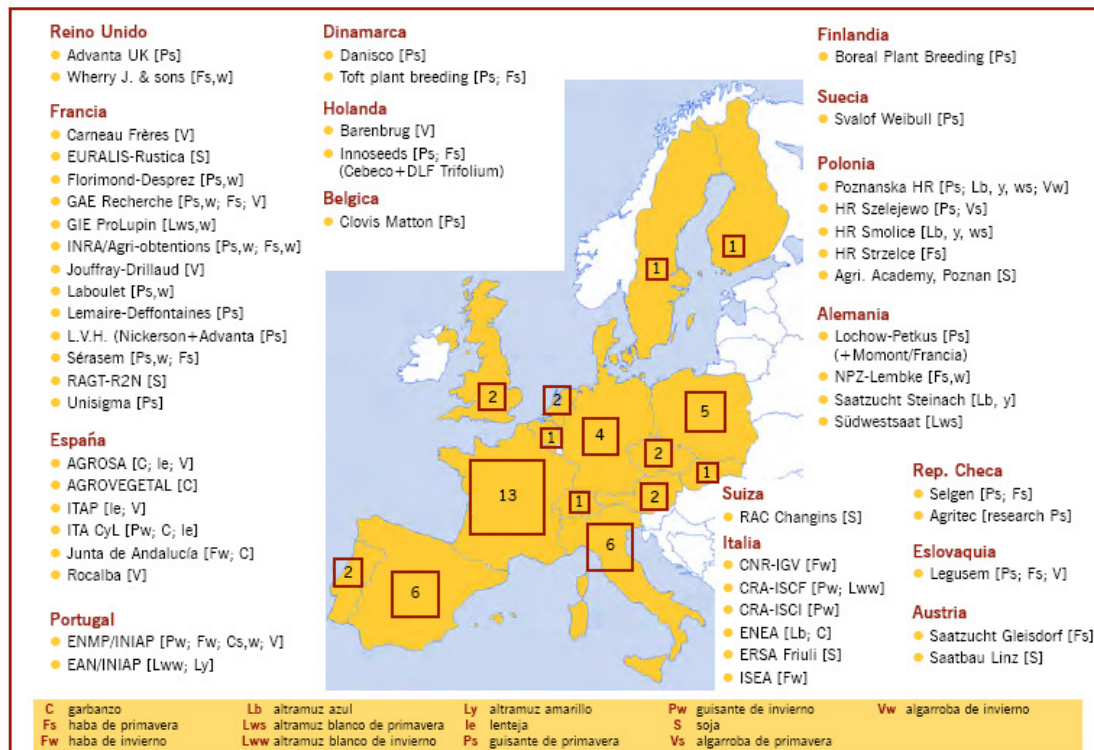 Reino Unido
Advanta UK [Ps]
Wherry J. & sons [Fs,w]
Francia
Carneau Frères [V]
EURALIS-Rustica [S]
Florimond-Desprez [Ps,w]
GAE Recherche [Ps,w; Fs; V]
GIE ProLupin [Lws,w]
INRA/Agri-obtentions [Ps,w; Fs,w]
Jouffray-Drillaud [V]
Laboulet [Ps,w]
Lemaire-Deffontaines [Ps]
L.V.H. (Nickerson+Advanta [Ps]
Sérasem [Ps,w; Fs]
RAGT-R2N [S]
Unisigma [Ps]
España
AGROSA [C; le; V]
AGROVEGETAL [C]
ITAP [le; V]
ITA CyL [Pw; C; le]
Junta de Andalucía [Fw; C]
Rocalba [V]
Portugal
ENMP/INIAP [Pw; Fw; Cs,w; V]
EAN/INIAP [Lww; Ly]
Dinamarca
Danisco [Ps]
Toft plant breeding [Ps; Fs]
Holanda
Barenbrug [V]
Innoseeds [Ps; Fs]
(Cebeco+DLF Trifolium)
Belgica
Clovis Matton [Ps]
Finlandia
Boreal Plant Breeding [Ps]
Suecia
Svalof Weibull [Ps]
Polonia
Poznanska HR [Ps; Lb, y, ws; Vw]
HR Szelejewo [Ps; Vs]
HR Smolice [Lb, y, ws]
HR Strzelce [Fs]
Agri. Academy, Poznan [S]
Alemania
Lochow-Petkus [Ps]
(+Momont/Francia)
NPZ-Lembke [Fs,w]
Saatzucht Steinach [Lb, y]
Südwestsaat [Lws]
Suiza
RAC Changins [S]
Italia
CNR-IGV [Fw]
CRA-ISCF [Pw; Lww]
CRA-ISCI [Pw]
ENEA [Lb; C]
ERSA Friuli [S]
ISEA [Fw]
Rep. Checa
Selgen [Ps; Fs]
Agritec [research Ps]
Eslovaquia
Legusem [Ps; Fs; V]
Austria
Saatzucht Gleisdorf [Fs]
Saatbau Linz [S]
1
1
2
2
5
1
4
2
1
13
1
2
6
2
6
C garbanzo
Fs haba de primavera
Fw haba de invierno
Lb altramuz azul
Lws altramuz blanco de primavera
Lww altramuz blanco de invierno
Ly altramuz amarillo
le lenteja
Ps guisante de primavera
Pw guisante de invierno
S soja
Vs algarroba de primavera
Vw algarroba de invierno